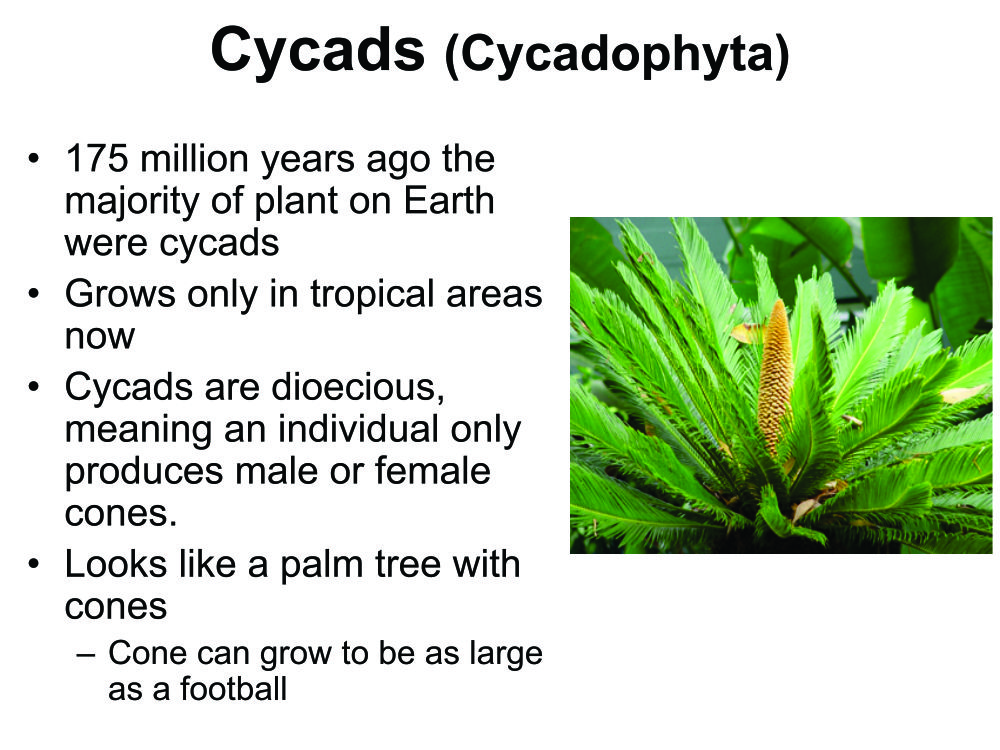 Cycads (Cycadophyta)
• 175 million years ago the
majority of plant on Earth
were cycads
• Grows only in tropical areas
now
• Cycads are dioecious,
meaning an individual only
produces male or female
cones.
• Looks like a palm tree with
cones
– Cone can grow to be as large
as a football